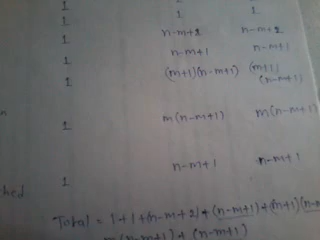 1 1 1
1
1 n-m+2 n-m+2
1 n-m+1 n-m+1
1 (m+1)(n-m+1) (m+1)
(n-m+1)
1 m(n-m+1) m(n-m+1)
n-m+1 n-m+1
1
Total = 1+1+(n-m+2)+(n-m+1)+(m+1)(n-m
m(n-m+1)+(n-m+1)